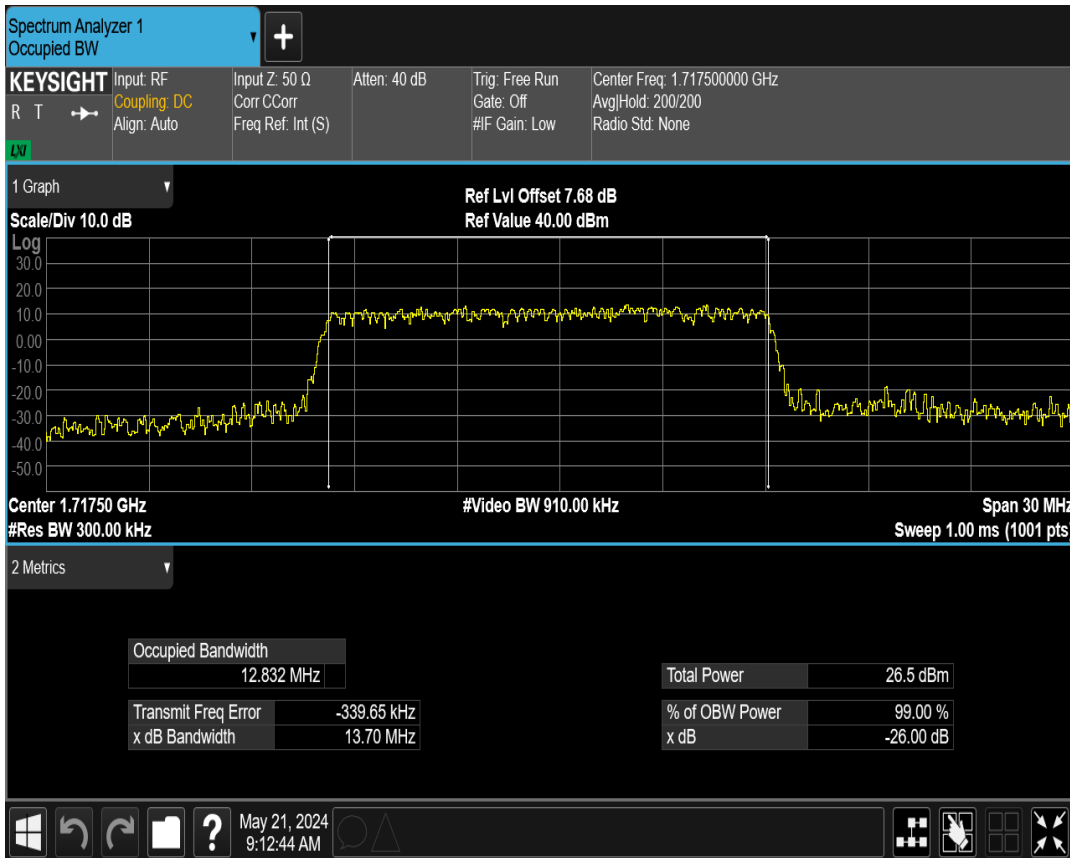 Spectrum Analyzer 1
Occupied BW
KEYSIGHT
R T
LXI
Input: RF
Coupling: DC
Align: Auto
Input Z: 50 Ω
Corr CCorr
Freq Ref: Int (S)
Atten: 40 dB
Trig: Free Run
Gate: Off
#IF Gain: Low
Center Freq: 1.717500000 GHz
Avg|Hold: 200/200
Radio Std: None
1 Graph
Ref Lvl Offset 7.68 dB
Scale/Div 10.0 dB
Ref Value 40.00 dBm
Log
30.0
20.0
10.0
0.00
-10.0
-20.0
-30.0
-40.0
-50.0
Center 1.71750 GHz
#Video BW 910.00 kHz
Span 30 MHz
#Res BW 300.00 kHz
Sweep 1.00 ms (1001 pts)
2 Metrics
Occupied Bandwidth
12.832 MHz
Total Power 26.5 dBm
Transmit Freq Error -339.65 kHz
% of OBW Power 99.00 %
x dB Bandwidth 13.70 MHz
x dB -26.00 dB
?
May 21, 2024
9:12:44 AM